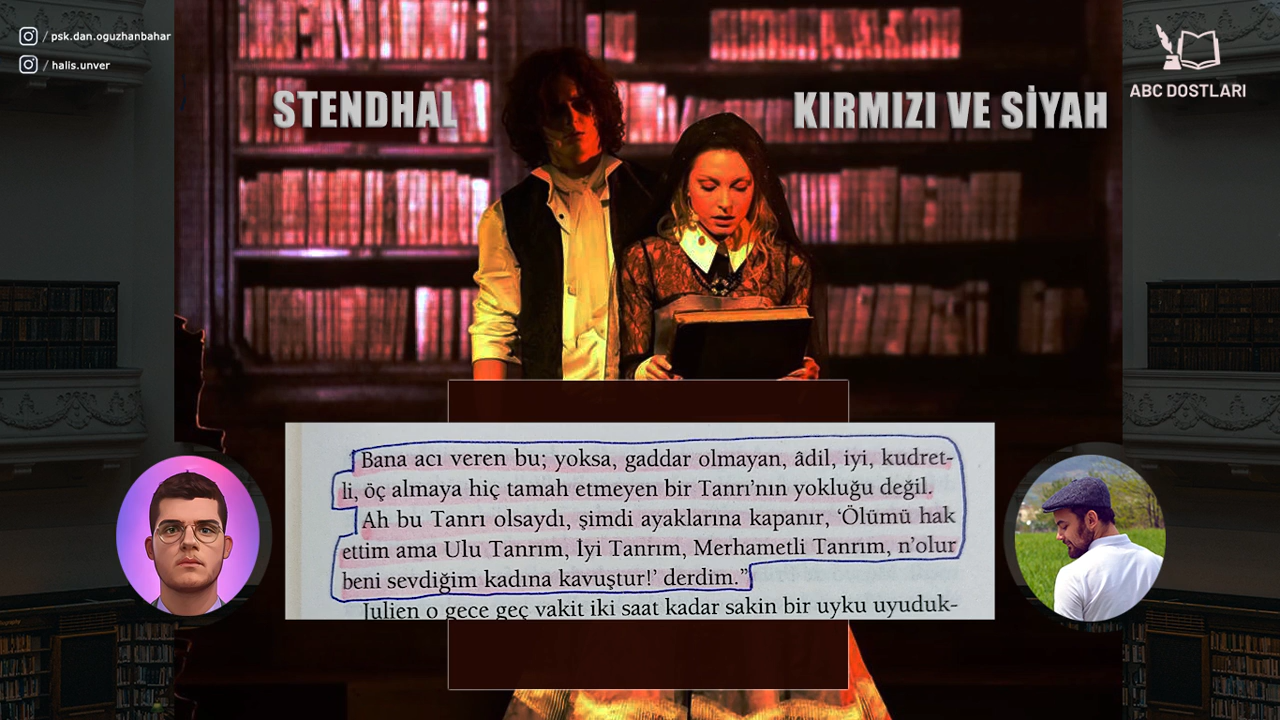 / psk.dan.oguzhanbahar
/ halis.unver
STENDHAL
KIRMIZI VE SİYAH
ABC DOSTLARI
Bana acı veren bu; yoksa, gaddar olmayan, âdil, iyi, kudret-
li, öç almaya hiç tamah etmeyen bir Tanrı’nın yokluğu değil.
Ah bu Tanrı olsaydı, şimdi ayaklarına kapanır, ‘Ölümü hak
ettim ama Ulu Tanrım, İyi Tanrım, Merhametli Tanrım, n’olur
beni sevdiğim kadına kavuştur!’ derdim.”
Julien o gece geç vakit iki saat kadar sakin bir uyku uyuduk-